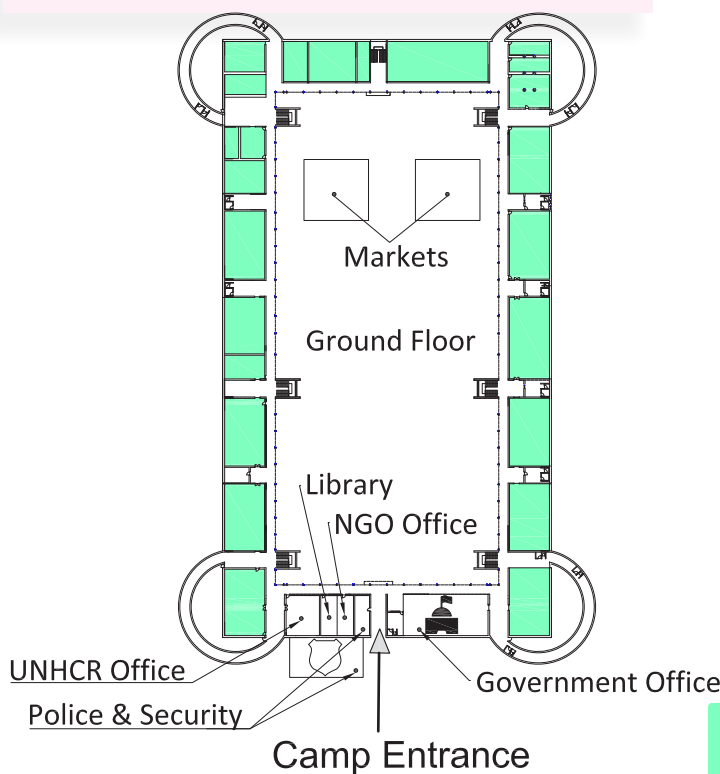 Markets
Ground Floor
Library
NGO Office
UNHCR Office
Government Office
Police & Security
Camp Entrance